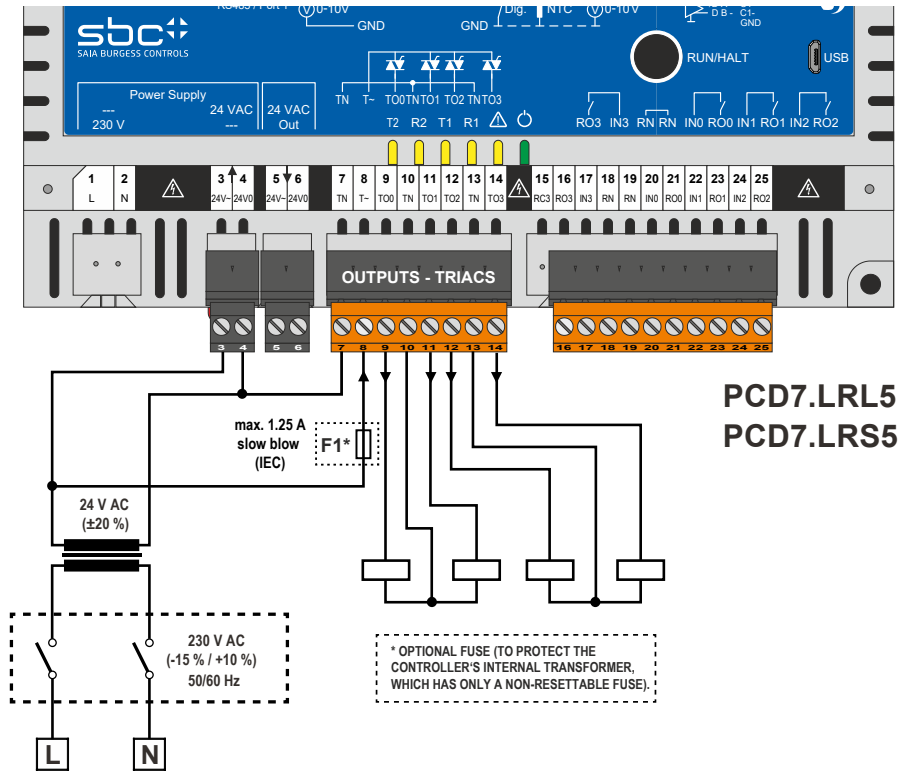 RS485 / Port 1
0-10V
GND
GND
Dig.
NTC
0-10V
D B -
C1-
GND
sbc
SAIA BURGESS CONTROLS
RUN/HALT
USB
Power Supply
---
230 V
24 VAC
---
24 VAC
Out
TN T~ TO0 TN TO1 TO2 TN TO3
T2 R2 T1 R1
RO3 IN3 RN RN IN0 RO0 IN1 RO1 IN2 RO2
1 2 3 4 5 6 7 8 9 10 11 12 13 14 15 16 17 18 19 20 21 22 23 24 25
L N 24V~ 24V0 24V~ 24V0 TN T~ TO0 TN TO1 TO2 TN TO3 RC3 RO3 IN3 RN RN IN0 RO0 IN1 RO1 IN2 RO2
OUTPUTS - TRIACS
3 4 5 6 7 8 9 10 11 12 13 14 16 17 18 19 20 21 22 23 24 25
PCD7.LRL5
PCD7.LRS5
max. 1.25 A
slow blow
(IEC)
F1*
24 V AC
(±20 %)
230 V AC
(-15 % / +10 %)
50/60 Hz
* OPTIONAL FUSE (TO PROTECT THE
CONTROLLER'S INTERNAL TRANSFORMER,
WHICH HAS ONLY A NON-RESETTABLE FUSE).
L
N